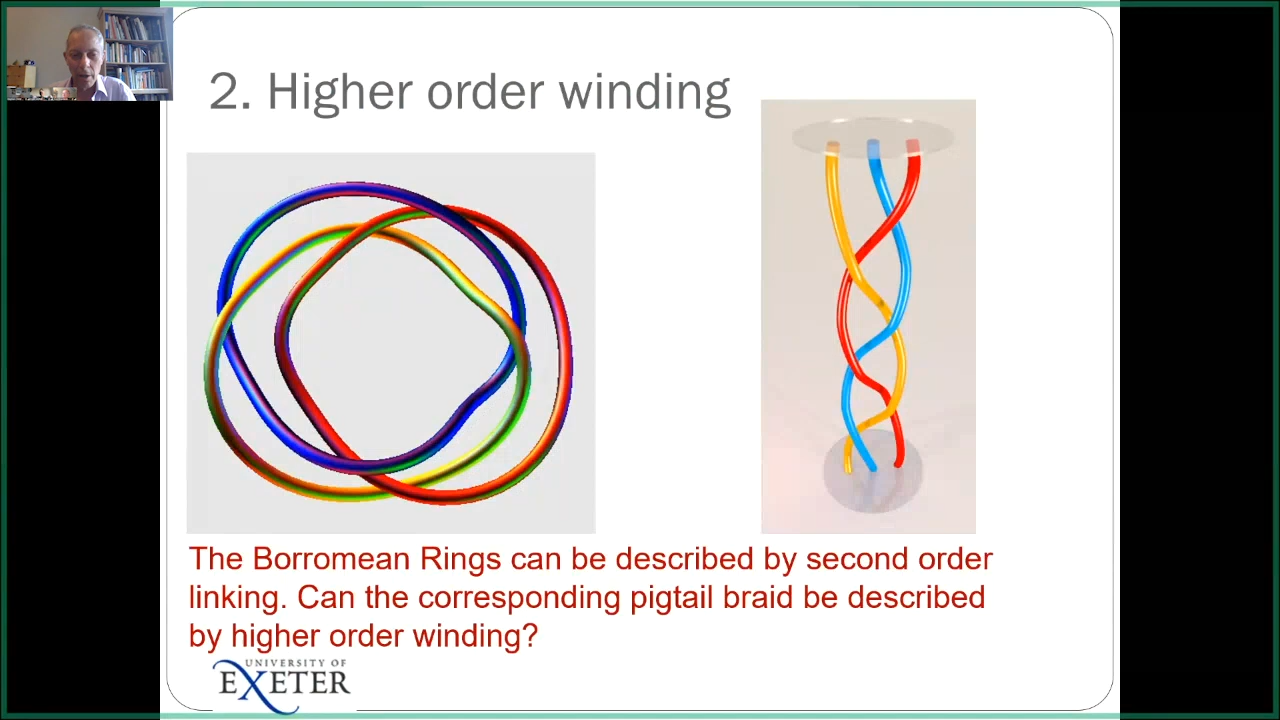 2. Higher order winding
The Borromean Rings can be described by second order
linking. Can the corresponding pigtail braid be described
by higher order winding?
UNIVERSITY OF
EXETER